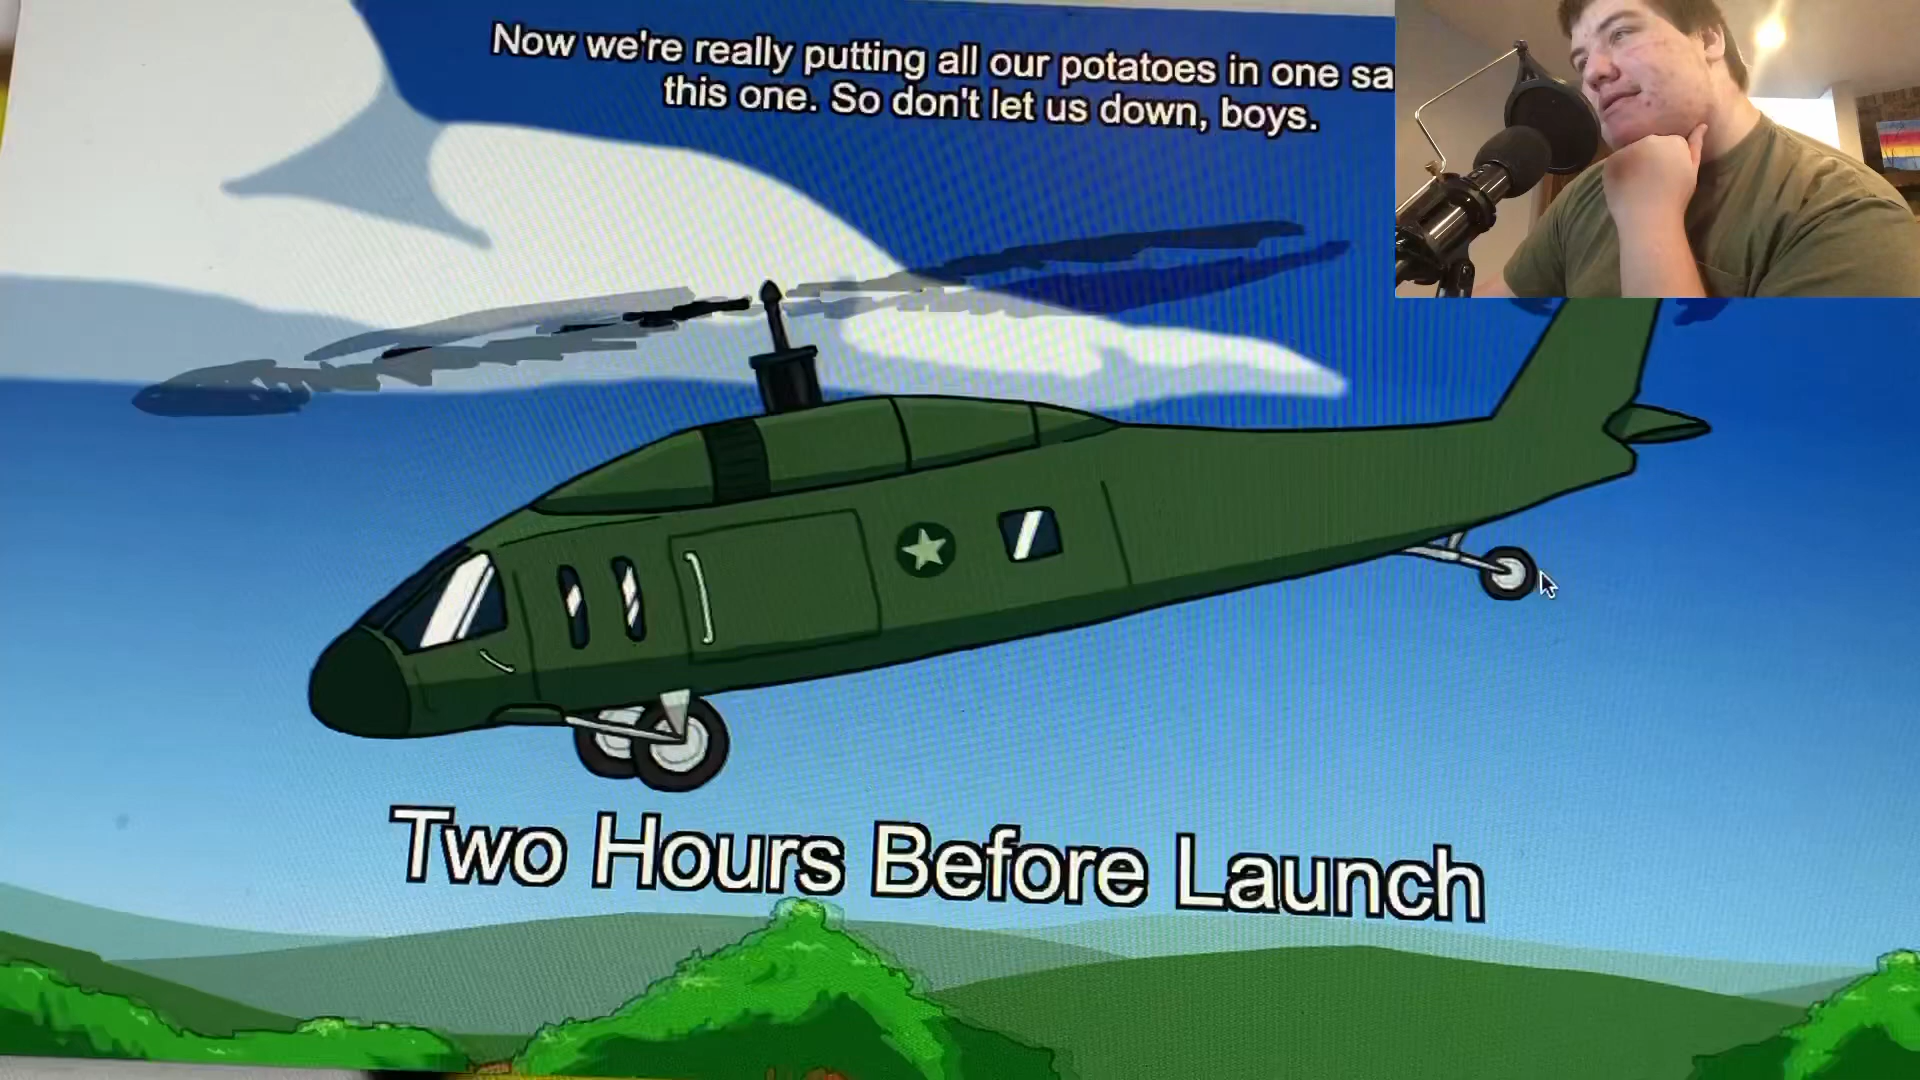 Now we're really putting all our potatoes in one
this one. So don't let us down, boys.
Two Hours Before Launch